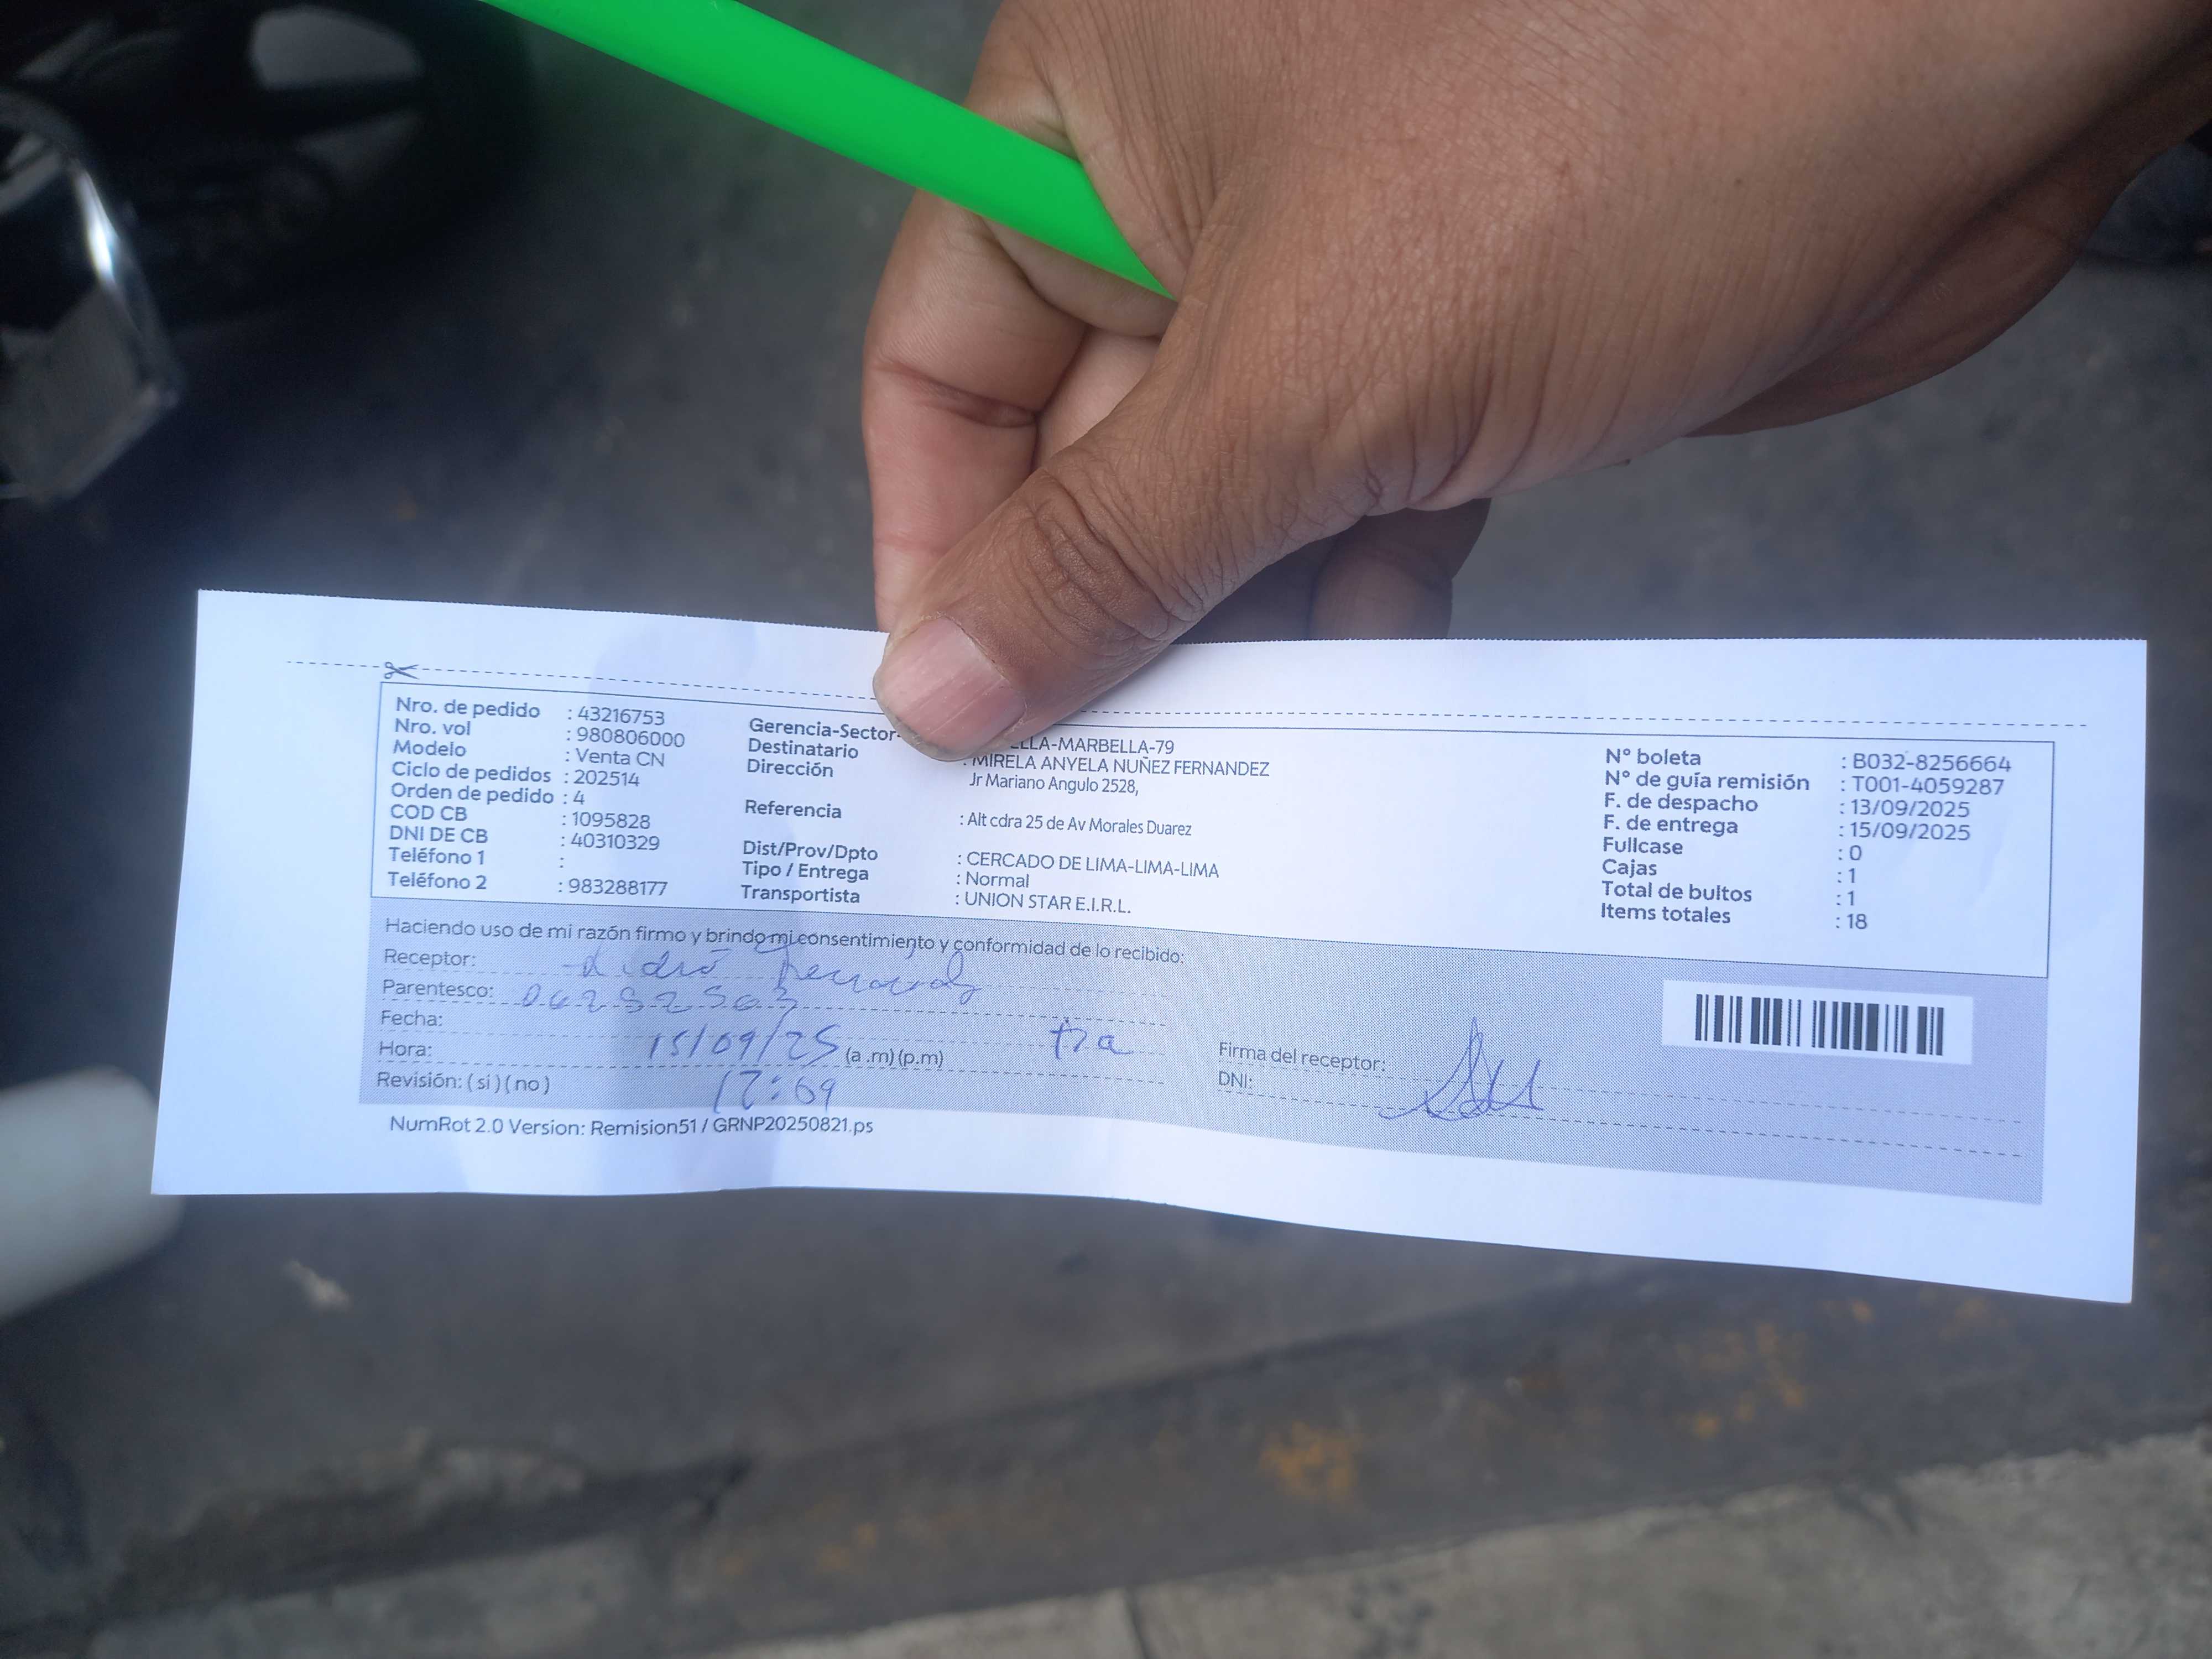 Nro. de pedido : 43216753
Nro. vol : 980806000
Modelo : Venta CN
Ciclo de pedidos : 202514
Orden de pedido : 4
COD CB : 1095828
DNI DE CB : 40310329
Teléfono 1 :
Teléfono 2 : 983288177
Gerencia-Sector- ELLA-MARBELLA-79
Destinatario : MIRELA ANYELA NUÑEZ FERNANDEZ
Dirección Jr Mariano Angulo 2528,
Referencia : Alt cdra 25 de Av Morales Duarez
Dist/Prov/Dpto : CERCADO DE LIMA-LIMA-LIMA
Tipo / Entrega : Normal
Transportista : UNION STAR E.I.R.L.
N° boleta : B032-8256664
N° de guía remisión : T001-4059287
F. de despacho : 13/09/2025
F. de entrega : 15/09/2025
Fullcase : 0
Cajas : 1
Total de bultos : 1
Items totales : 18
Haciendo uso de mi razón firmo y brindo mi consentimiento y conformidad de lo recibido:
Receptor:
Parentesco:
Fecha: 15/09/25
Hora: (a.m)(p.m)
Revisión: (si) (no)
Firma del receptor:
DNI:
NumRot 2.0 Version: Remision51 / GRNP20250821.ps